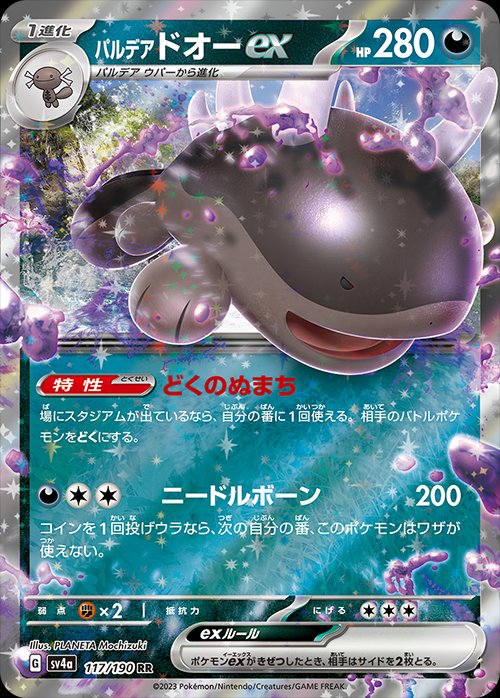 1進化
パルデア ドオーex
HP 280
パルデア ウパーから進化
特性 とくせい どくのぬまち
場にスタジアムが出ているなら、自分の番に1回使える。相手のバトルポケ
モンをどくにする。
ニードルボーン 200
コインを1回投げウラなら、次の自分の番、このポケモンはワザが
使えない。
弱点 ×2 抵抗力 にげる
exルール
ポケモンexがきぜつしたとき、相手はサイドを2枚とる。
Illus. PLANETA Mochizuki
G sv4a 117/190 RR
©2023 Pokémon/Nintendo/Creatures/GAME FREAK.